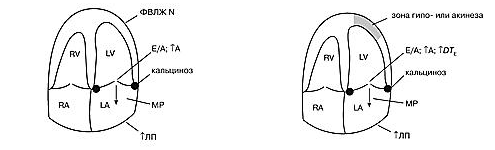 ФВЛЖ N
RV
LV
E/A; ↑A
кальциноз
RA
LA
MP
↑ЛП
зона гипо- или акинеза
RV
LV
E/A; ↑A; ↑DTE
кальциноз
RA
LA
MP
↑ЛП